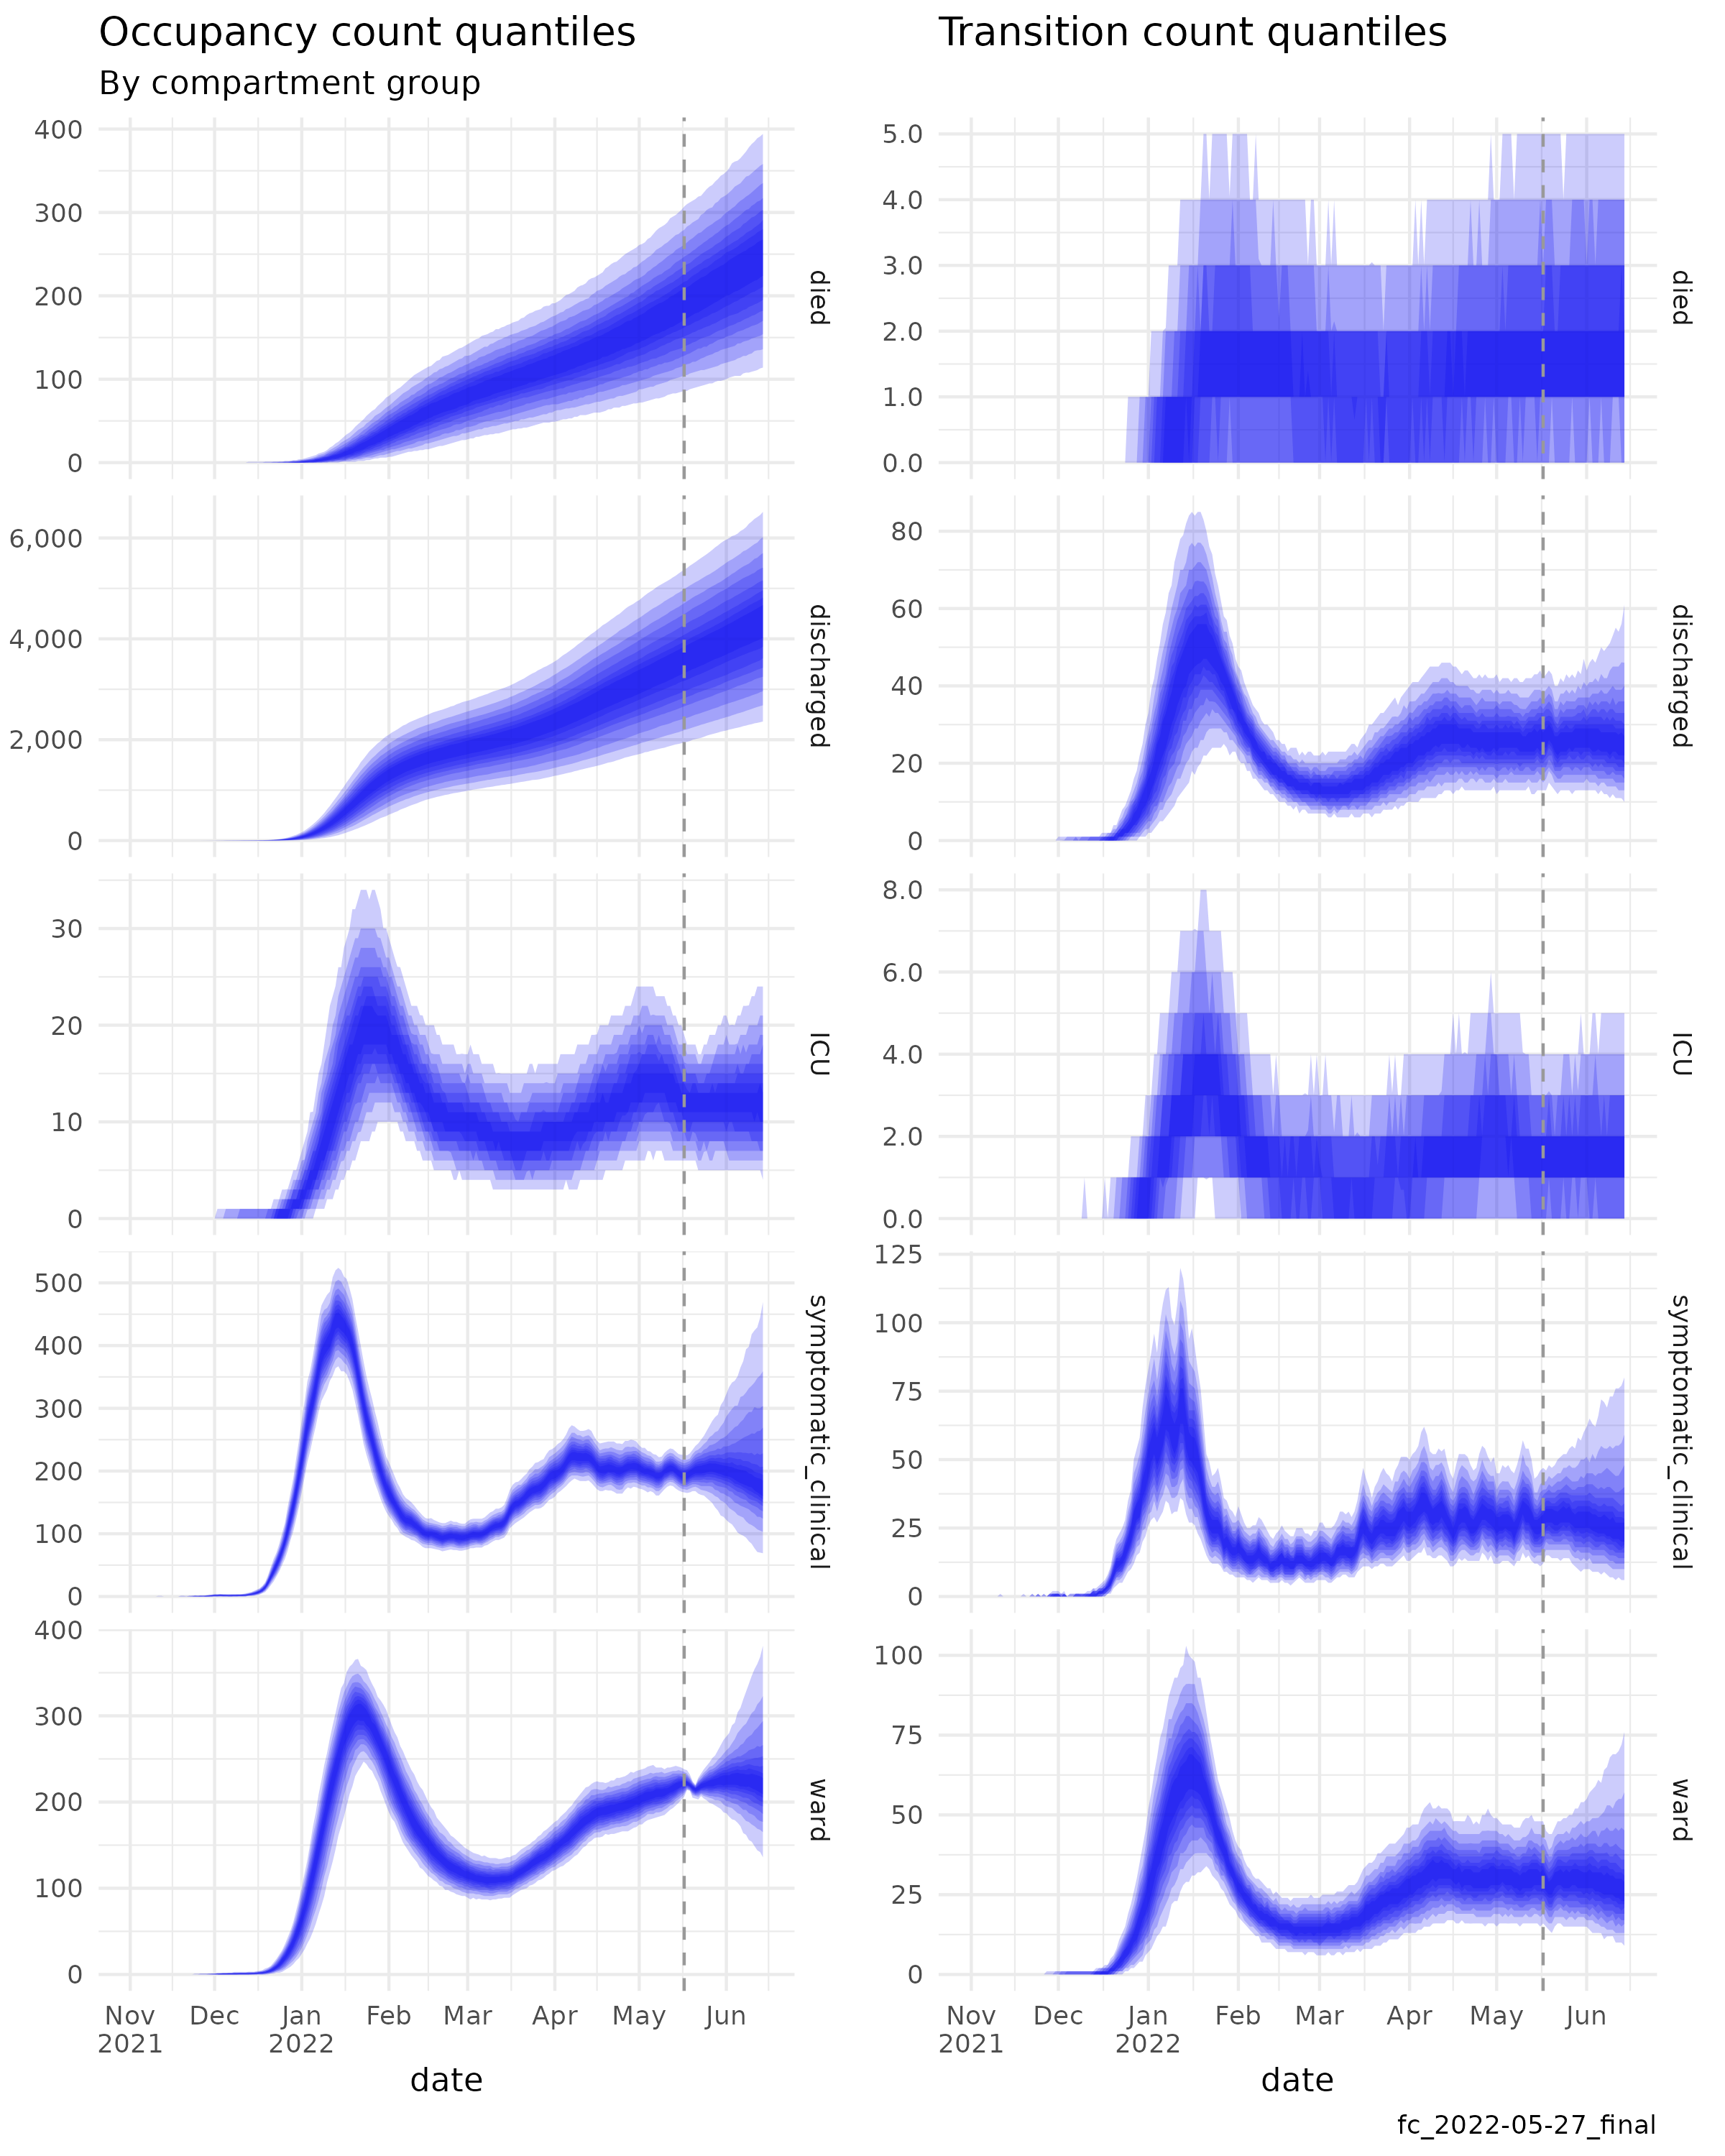 Occupancy count quantiles
By compartment group
400
300
200
100
0
died
6,000
4,000
2,000
0
discharged
30
20
10
0
ICU
500
400
300
200
100
0
symptomatic_clinical
400
300
200
100
0
ward
Nov Dec Jan Feb Mar Apr May Jun
2021 2022
date
Transition count quantiles
5.0
4.0
3.0
2.0
1.0
0.0
died
80
60
40
20
0
discharged
8.0
6.0
4.0
2.0
0.0
ICU
125
100
75
50
25
0
symptomatic_clinical
100
75
50
25
0
ward
Nov Dec Jan Feb Mar Apr May Jun
2021 2022
date
fc_2022-05-27_final